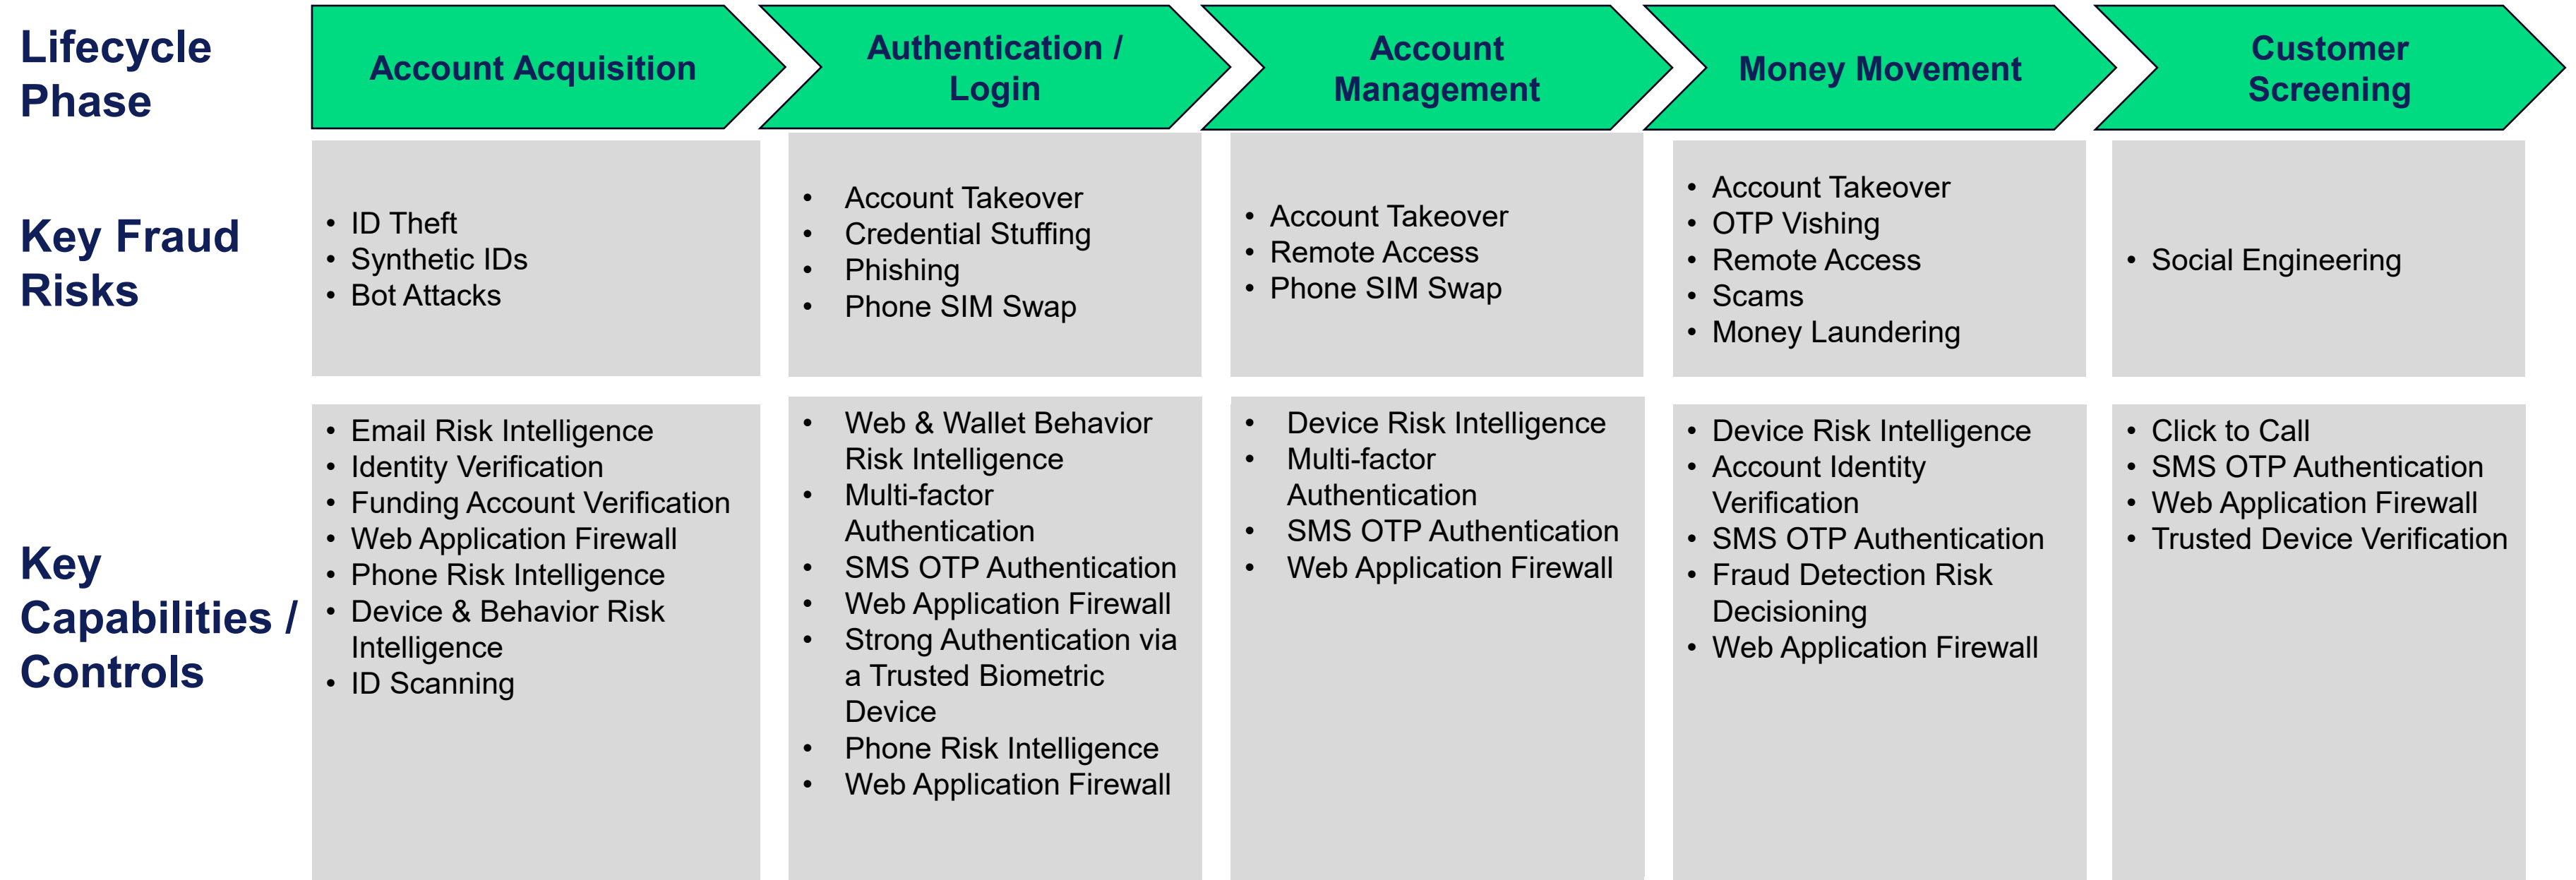 Lifecycle
Phase
Account Acquisition
Authentication /
Login
Account
Management
Money Movement
Customer
Screening
Key Fraud
Risks
• ID Theft
• Synthetic IDs
• Bot Attacks
• Account Takeover
• Credential Stuffing
• Phishing
• Phone SIM Swap
• Account Takeover
• Remote Access
• Phone SIM Swap
• Account Takeover
• OTP Vishing
• Remote Access
• Scams
• Money Laundering
• Social Engineering
Key
Capabilities /
Controls
• Email Risk Intelligence
• Identity Verification
• Funding Account Verification
• Web Application Firewall
• Phone Risk Intelligence
• Device & Behavior Risk
Intelligence
• ID Scanning
• Web & Wallet Behavior
Risk Intelligence
• Multi-factor
Authentication
• SMS OTP Authentication
• Web Application Firewall
• Strong Authentication via
a Trusted Biometric
Device
• Phone Risk Intelligence
• Web Application Firewall
• Device Risk Intelligence
• Multi-factor
Authentication
• SMS OTP Authentication
• Web Application Firewall
• Device Risk Intelligence
• Account Identity
Verification
• SMS OTP Authentication
• Fraud Detection Risk
Decisioning
• Web Application Firewall
• Click to Call
• SMS OTP Authentication
• Web Application Firewall
• Trusted Device Verification